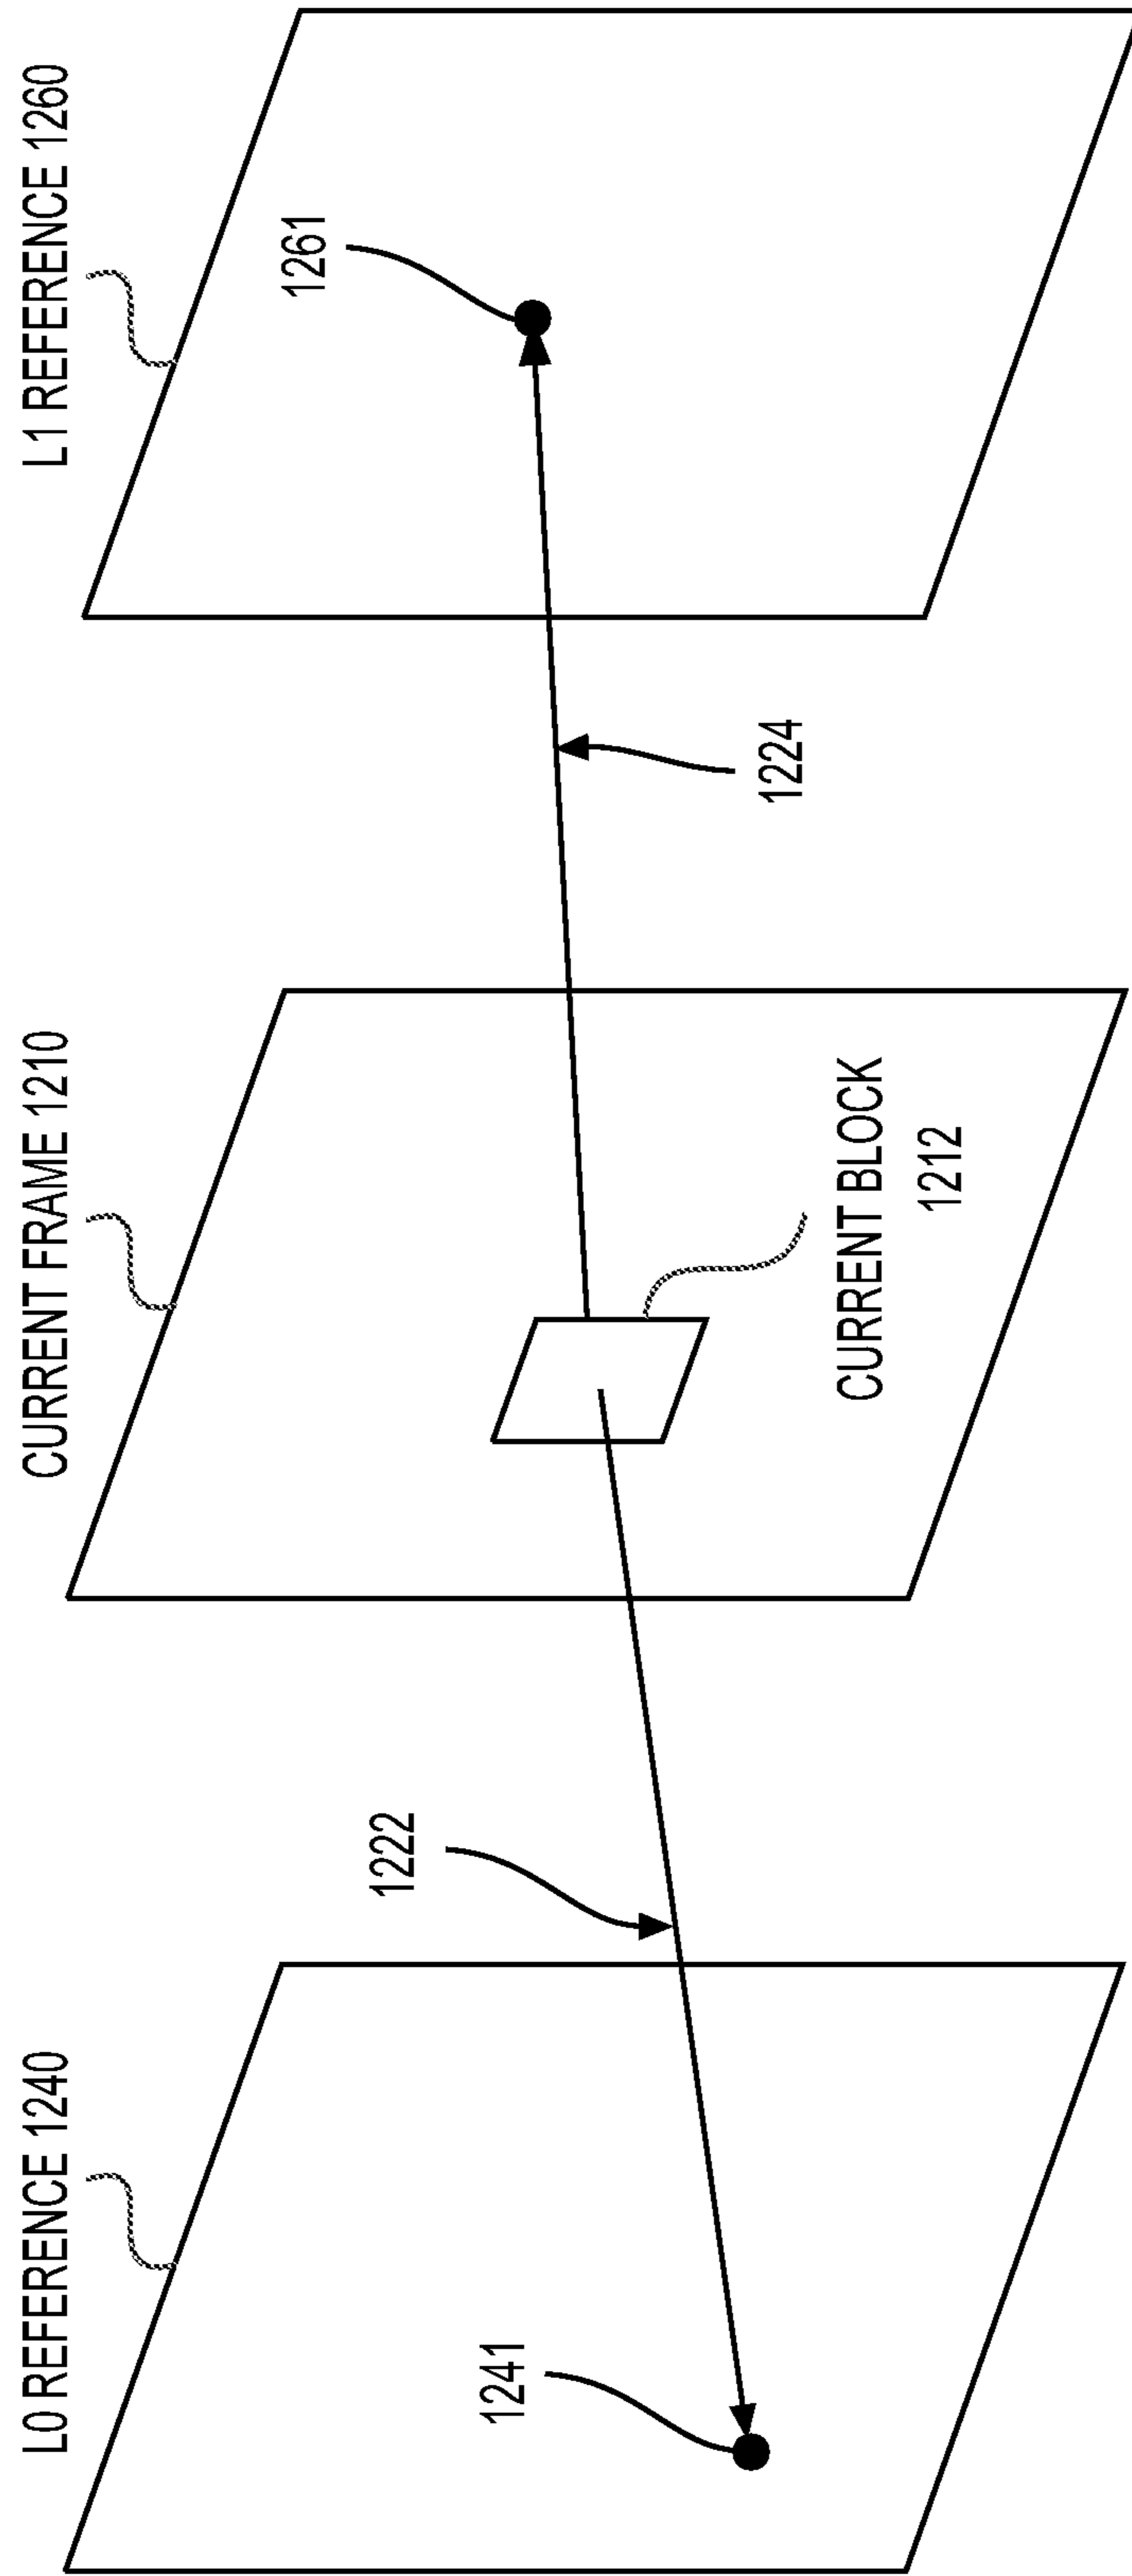 L0 REFERENCE 1240
CURRENT FRAME 1210
L1 REFERENCE 1260
1241
1222
1261
1224
CURRENT BLOCK
1212